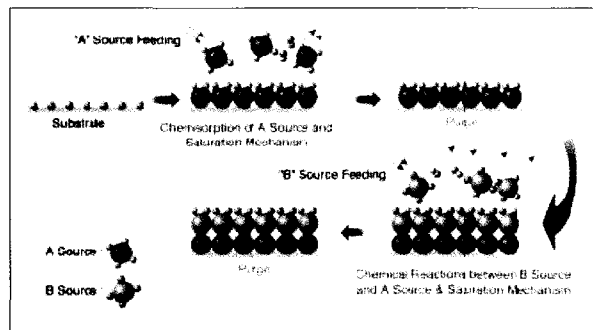 "A" Source Feeding
Substrate
Chemisorption of A Source and
Saturation Mechanism
Purge
"B" Source Feeding
Purge
A Source
B Source
Chemical Reactions between B Source
and A Source & Saturation Mechanism